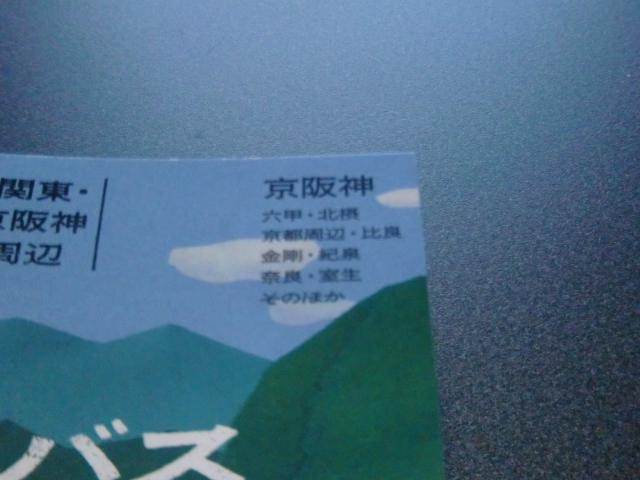 関東・
京阪神
周辺
京阪神
六甲・北摂
京都周辺・比良
金剛・紀泉
奈良・室生
そのほか
バス